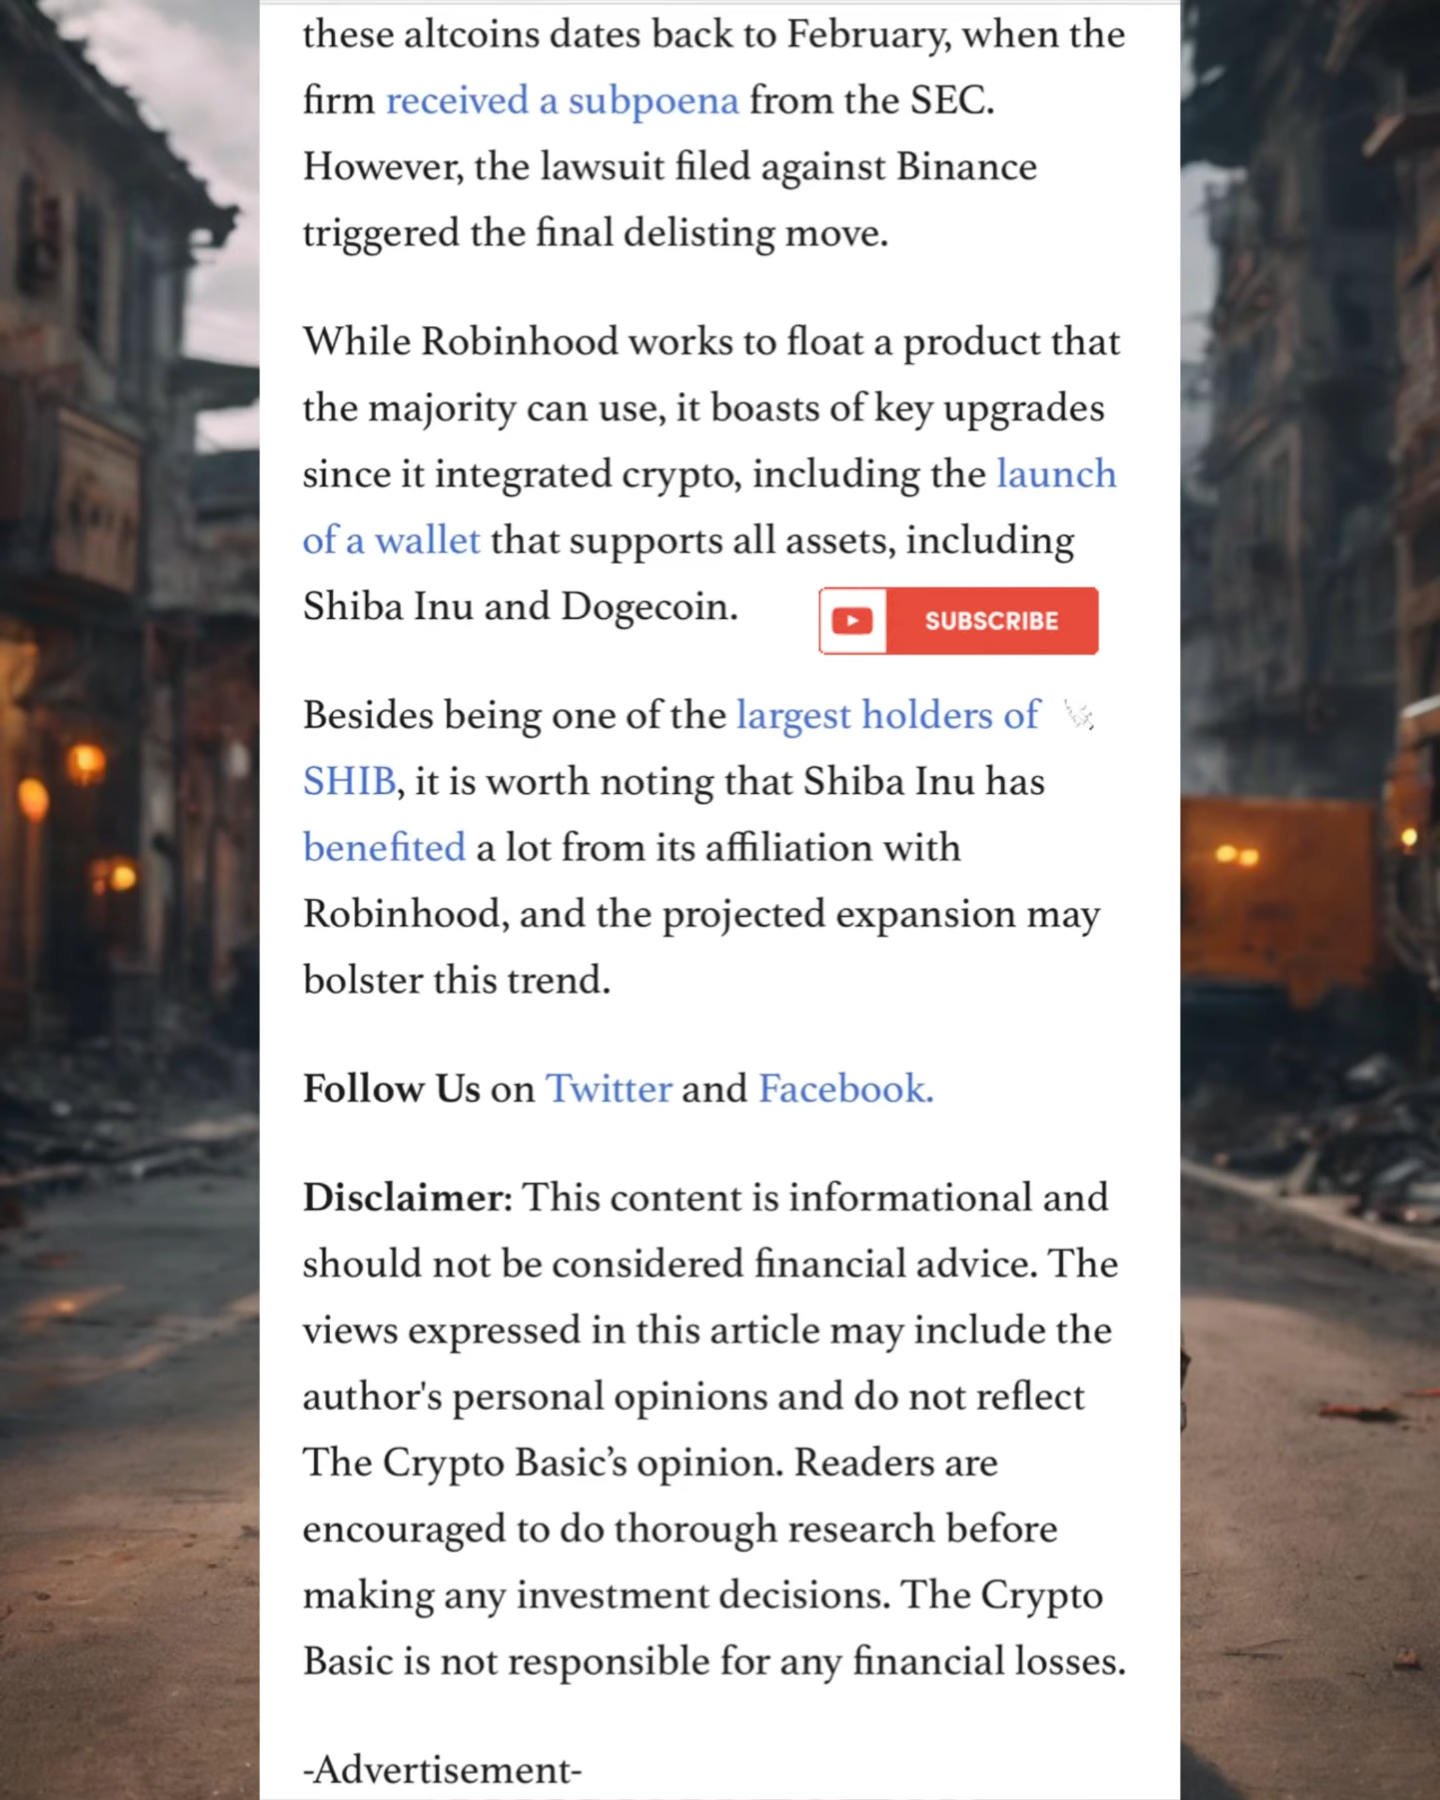 these altcoins dates back to February, when the
firm received a subpoena from the SEC.
However, the lawsuit filed against Binance
triggered the final delisting move.
While Robinhood works to float a product that
the majority can use, it boasts of key upgrades
since it integrated crypto, including the launch
of a wallet that supports all assets, including
Shiba Inu and Dogecoin.
SUBSCRIBE
Besides being one of the largest holders of
SHIB, it is worth noting that Shiba Inu has
benefited a lot from its affiliation with
Robinhood, and the projected expansion may
bolster this trend.
Follow Us on Twitter and Facebook.
Disclaimer: This content is informational and
should not be considered financial advice. The
views expressed in this article may include the
author's personal opinions and do not reflect
The Crypto Basic’s opinion. Readers are
encouraged to do thorough research before
making any investment decisions. The Crypto
Basic is not responsible for any financial losses.
-Advertisement-